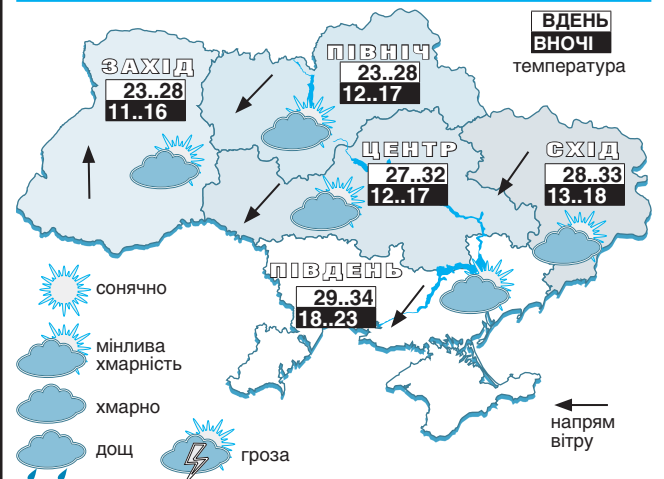 ВДЕНЬ
ВНОЧІ
температура
ПІВНІЧ
23..28
12..17
ЗАХІД
23..28
11..16
ЦЕНТР
27..32
12..17
СХІД
28..33
13..18
ПІВДЕНЬ
29..34
18..23
сонячно
мінлива
хмарність
хмарно
дощ
гроза
напрям
вітру